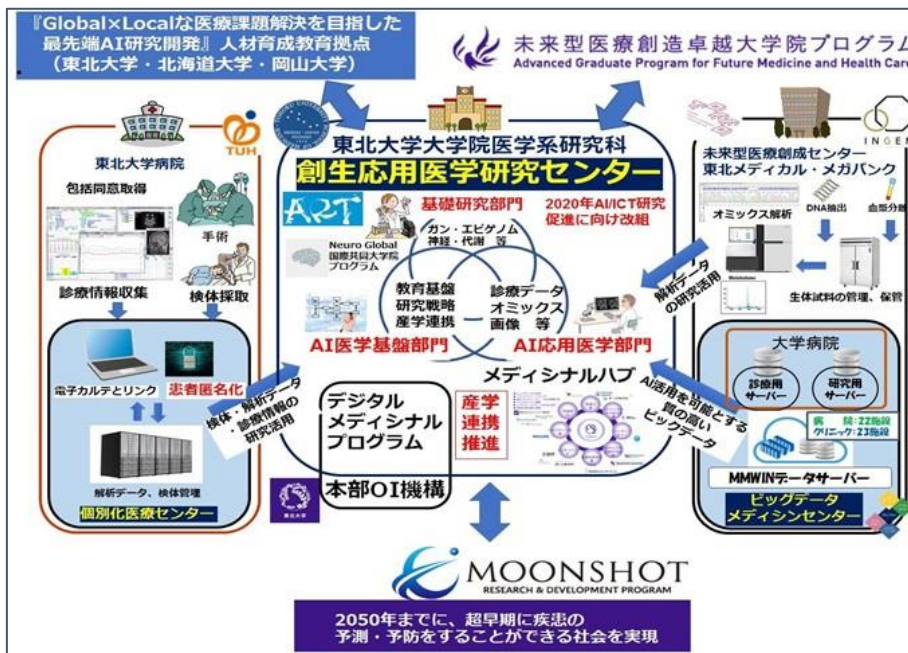 『Global×Localな医療課題解決を目指した
最先端AI研究開発』人材育成教育拠点
(東北大学・北海道大学・岡山大学)
未来型医療創造卓越大学院プログラム
Advanced Graduate Program for Future Medicine and Health Care
TUH
東北大学病院
包括同意取得
手術
診療情報収集
検体採取
電子カルテとリンク
患者匿名化
解析データ、検体管理
個別化医療センター
検体・解析データ
・診療情報の
研究活用
東北大学大学院医学系研究科
創生応用医学研究センター
ART
基礎研究部門
2020年AI/ICT研究
促進に向け改組
ガン・エピゲノム
神経・代謝 等
Neuro Global
国際共同大学院
プログラム
教育基盤
研究戦略
産学連携
診療データ
オミックス
画像 等
AI医学基盤部門
AI応用医学部門
メディシナルハブ
デジタル
メディシナル
プログラム
産学
連携
推進
本部OI機構
東北大学
INGEM
未来型医療創成センター
東北メディカル・メガバンク
オミックス解析
DNA抽出
血型分離
生体試料の管理、保管
解析データ
の研究活用
AI活用を可能とする
質の高い
ビックデータ
大学病院
診療用
サーバー
研究用
サーバー
病 院:22施設
クリニック:23施設
MMWINデータサーバー
ビッグデータ
メディシンセンター
MOONSHOT
RESEARCH & DEVELOPMENT PROGRAM
2050年までに、超早期に疾患の
予測・予防をすることができる社会を実現